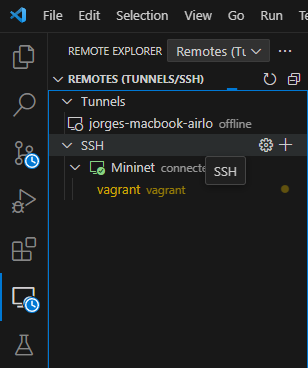 File Edit Selection View Go Run
REMOTE EXPLORER Remotes (Tu
REMOTES (TUNNELS/SSH)
Tunnels
jorges-macbook-airlo offline
SSH
Mininet connecte
SSH
vagrant vagrant